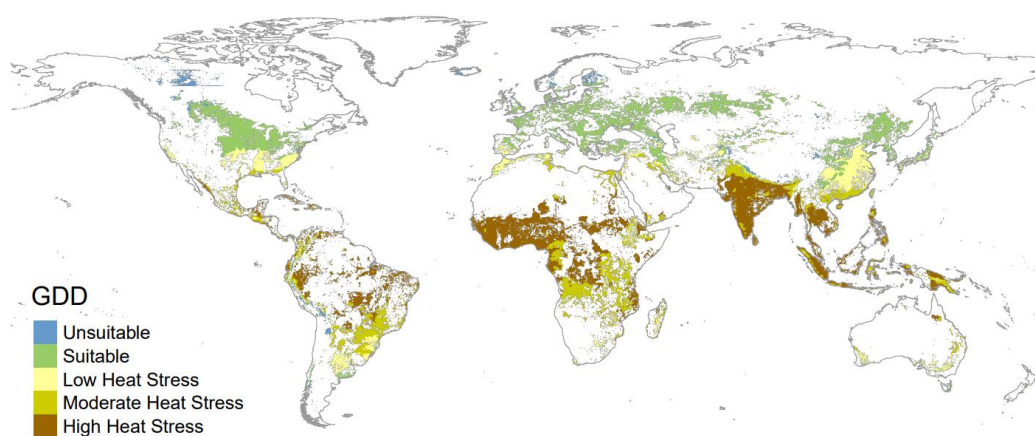 GDD
Unsuitable
Suitable
Low Heat Stress
Moderate Heat Stress
High Heat Stress